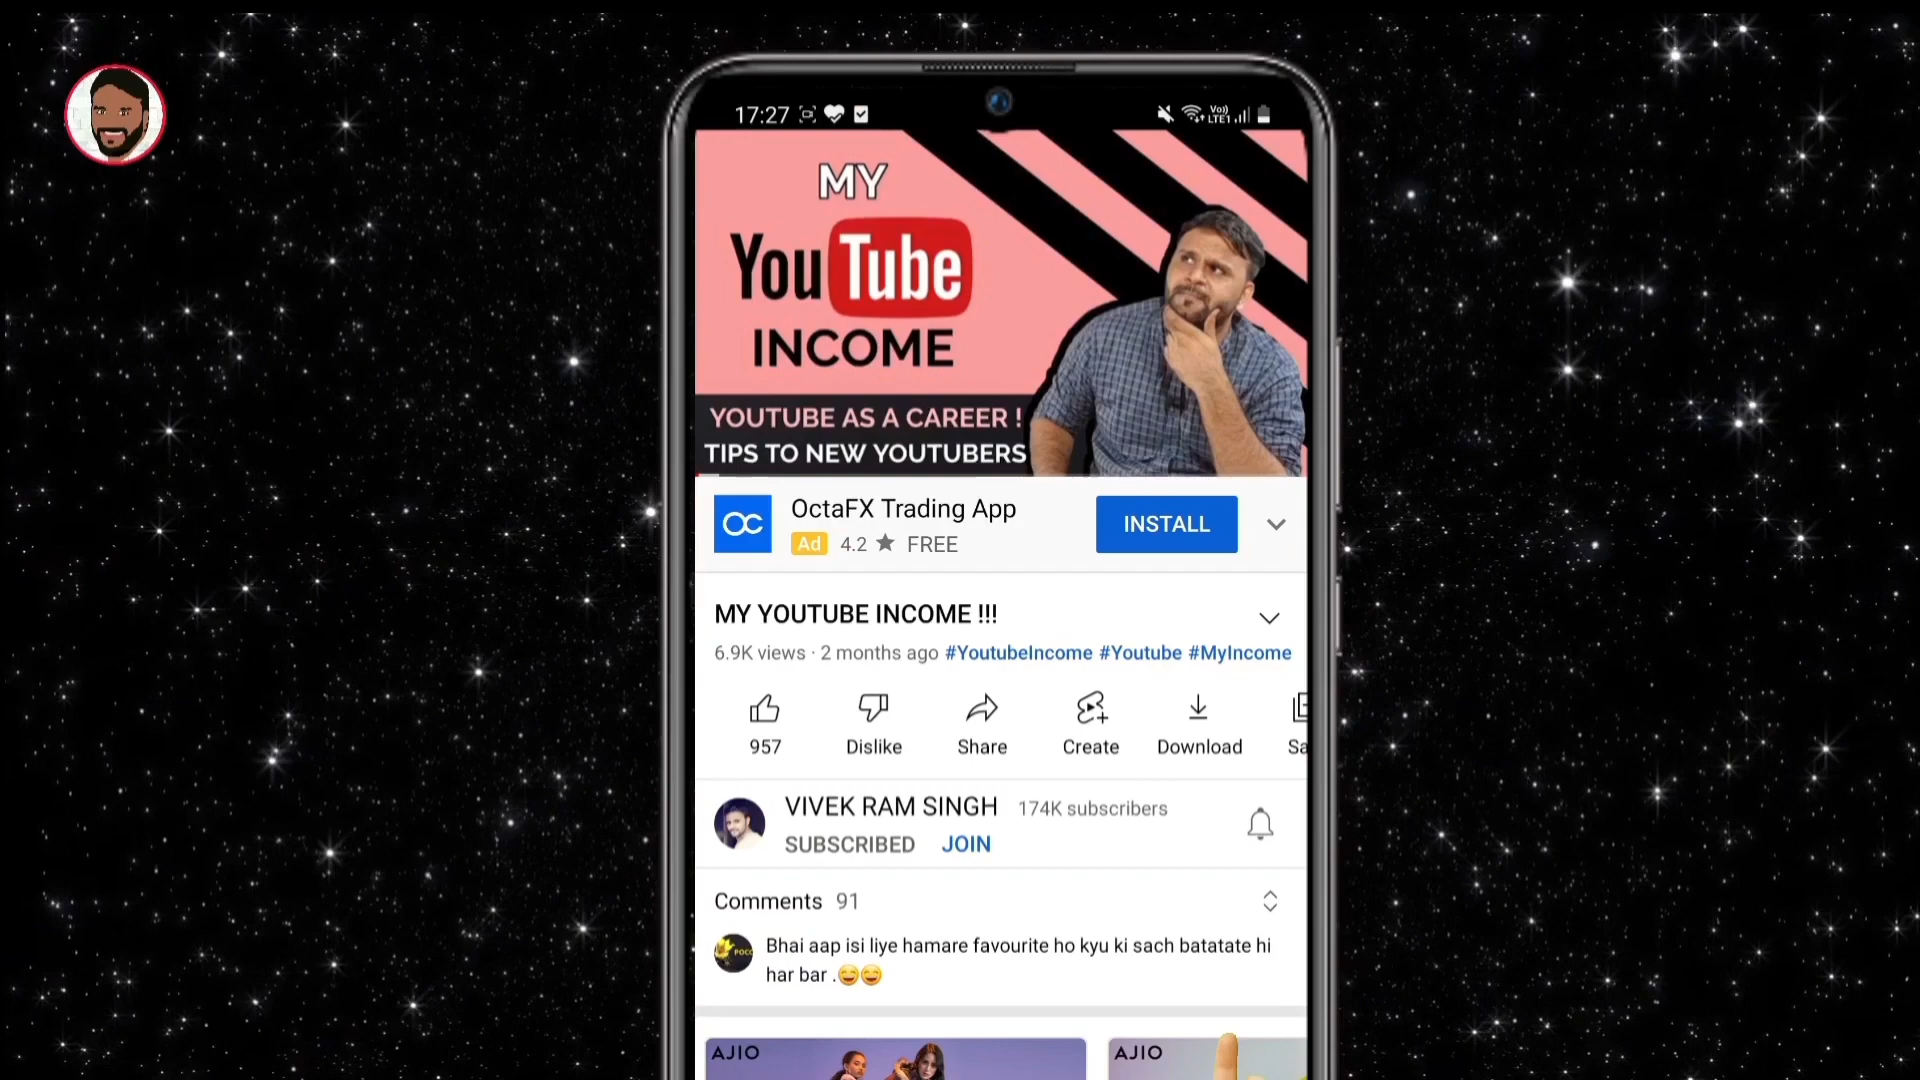 17:27
Vo)) LTE1
MY
YouTube
INCOME
YOUTUBE AS A CAREER !
TIPS TO NEW YOUTUBERS
OctaFX Trading App
Ad 4.2 ★ FREE
INSTALL
MY YOUTUBE INCOME !!!
6.9K views · 2 months ago #YoutubeIncome #Youtube #MyIncome
957 Dislike Share Create Download Sa
VIVEK RAM SINGH 174K subscribers
SUBSCRIBED JOIN
Comments 91
Bhai aap isi liye hamare favourite ho kyu ki sach batatate hi
har bar .😄😄
AJIO AJIO